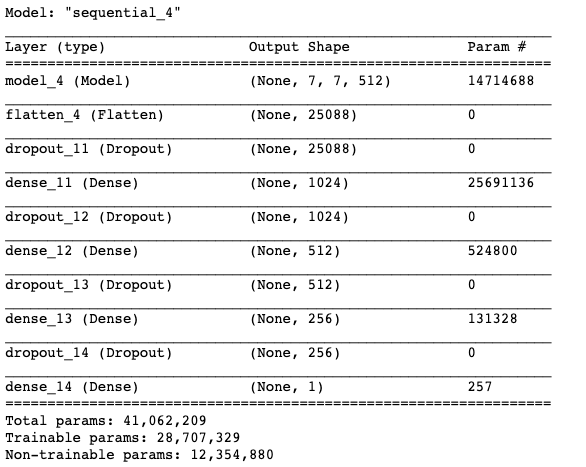 Model: "sequential_4"
Layer (type) Output Shape Param #
model_4 (Model) (None, 7, 7, 512) 14714688
flatten_4 (Flatten) (None, 25088) 0
dropout_11 (Dropout) (None, 25088) 0
dense_11 (Dense) (None, 1024) 25691136
dropout_12 (Dropout) (None, 1024) 0
dense_12 (Dense) (None, 512) 524800
dropout_13 (Dropout) (None, 512) 0
dense_13 (Dense) (None, 256) 131328
dropout_14 (Dropout) (None, 256) 0
dense_14 (Dense) (None, 1) 257
Total params: 41,062,209
Trainable params: 28,707,329
Non-trainable params: 12,354,880